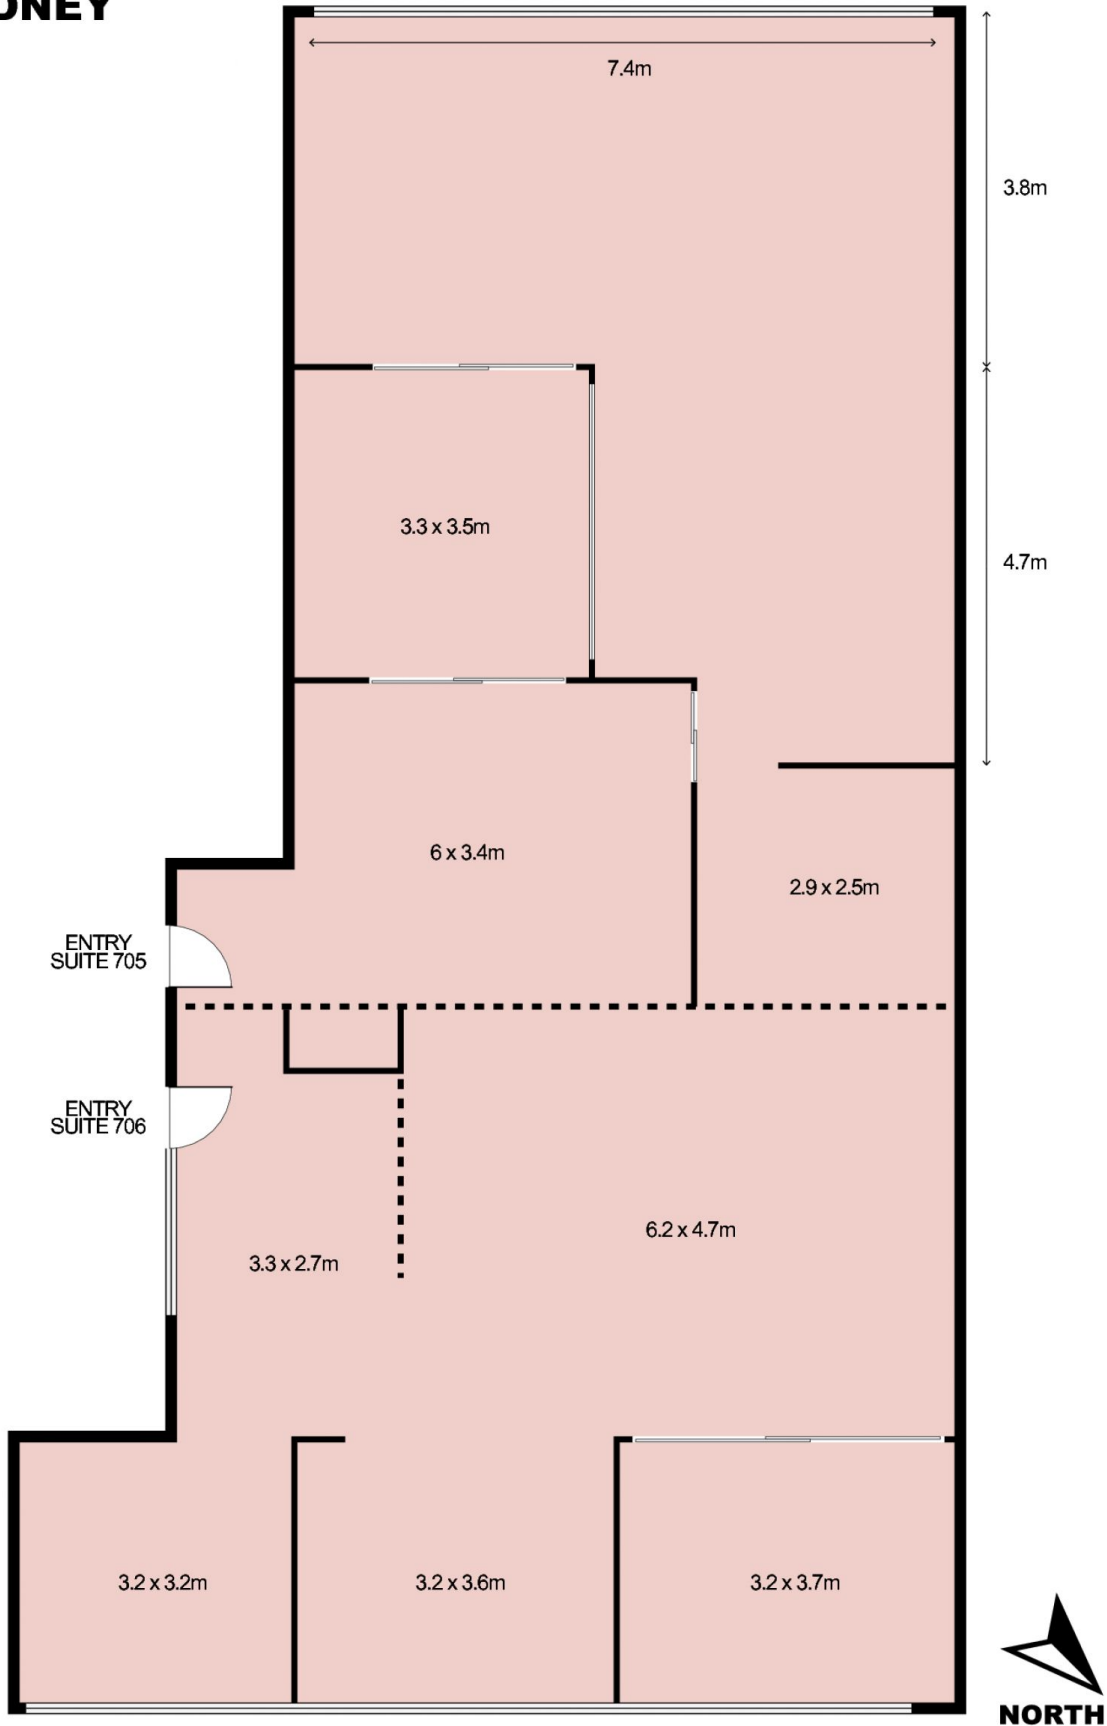 7.4m
3.8m
3.3 x 3.5m
4.7m
6 x 3.4m
2.9 x 2.5m
ENTRY
SUITE 705
ENTRY
SUITE 706
6.2 x 4.7m
3.3 x 2.7m
3.2 x 3.2m
3.2 x 3.6m
3.2 x 3.7m
NORTH